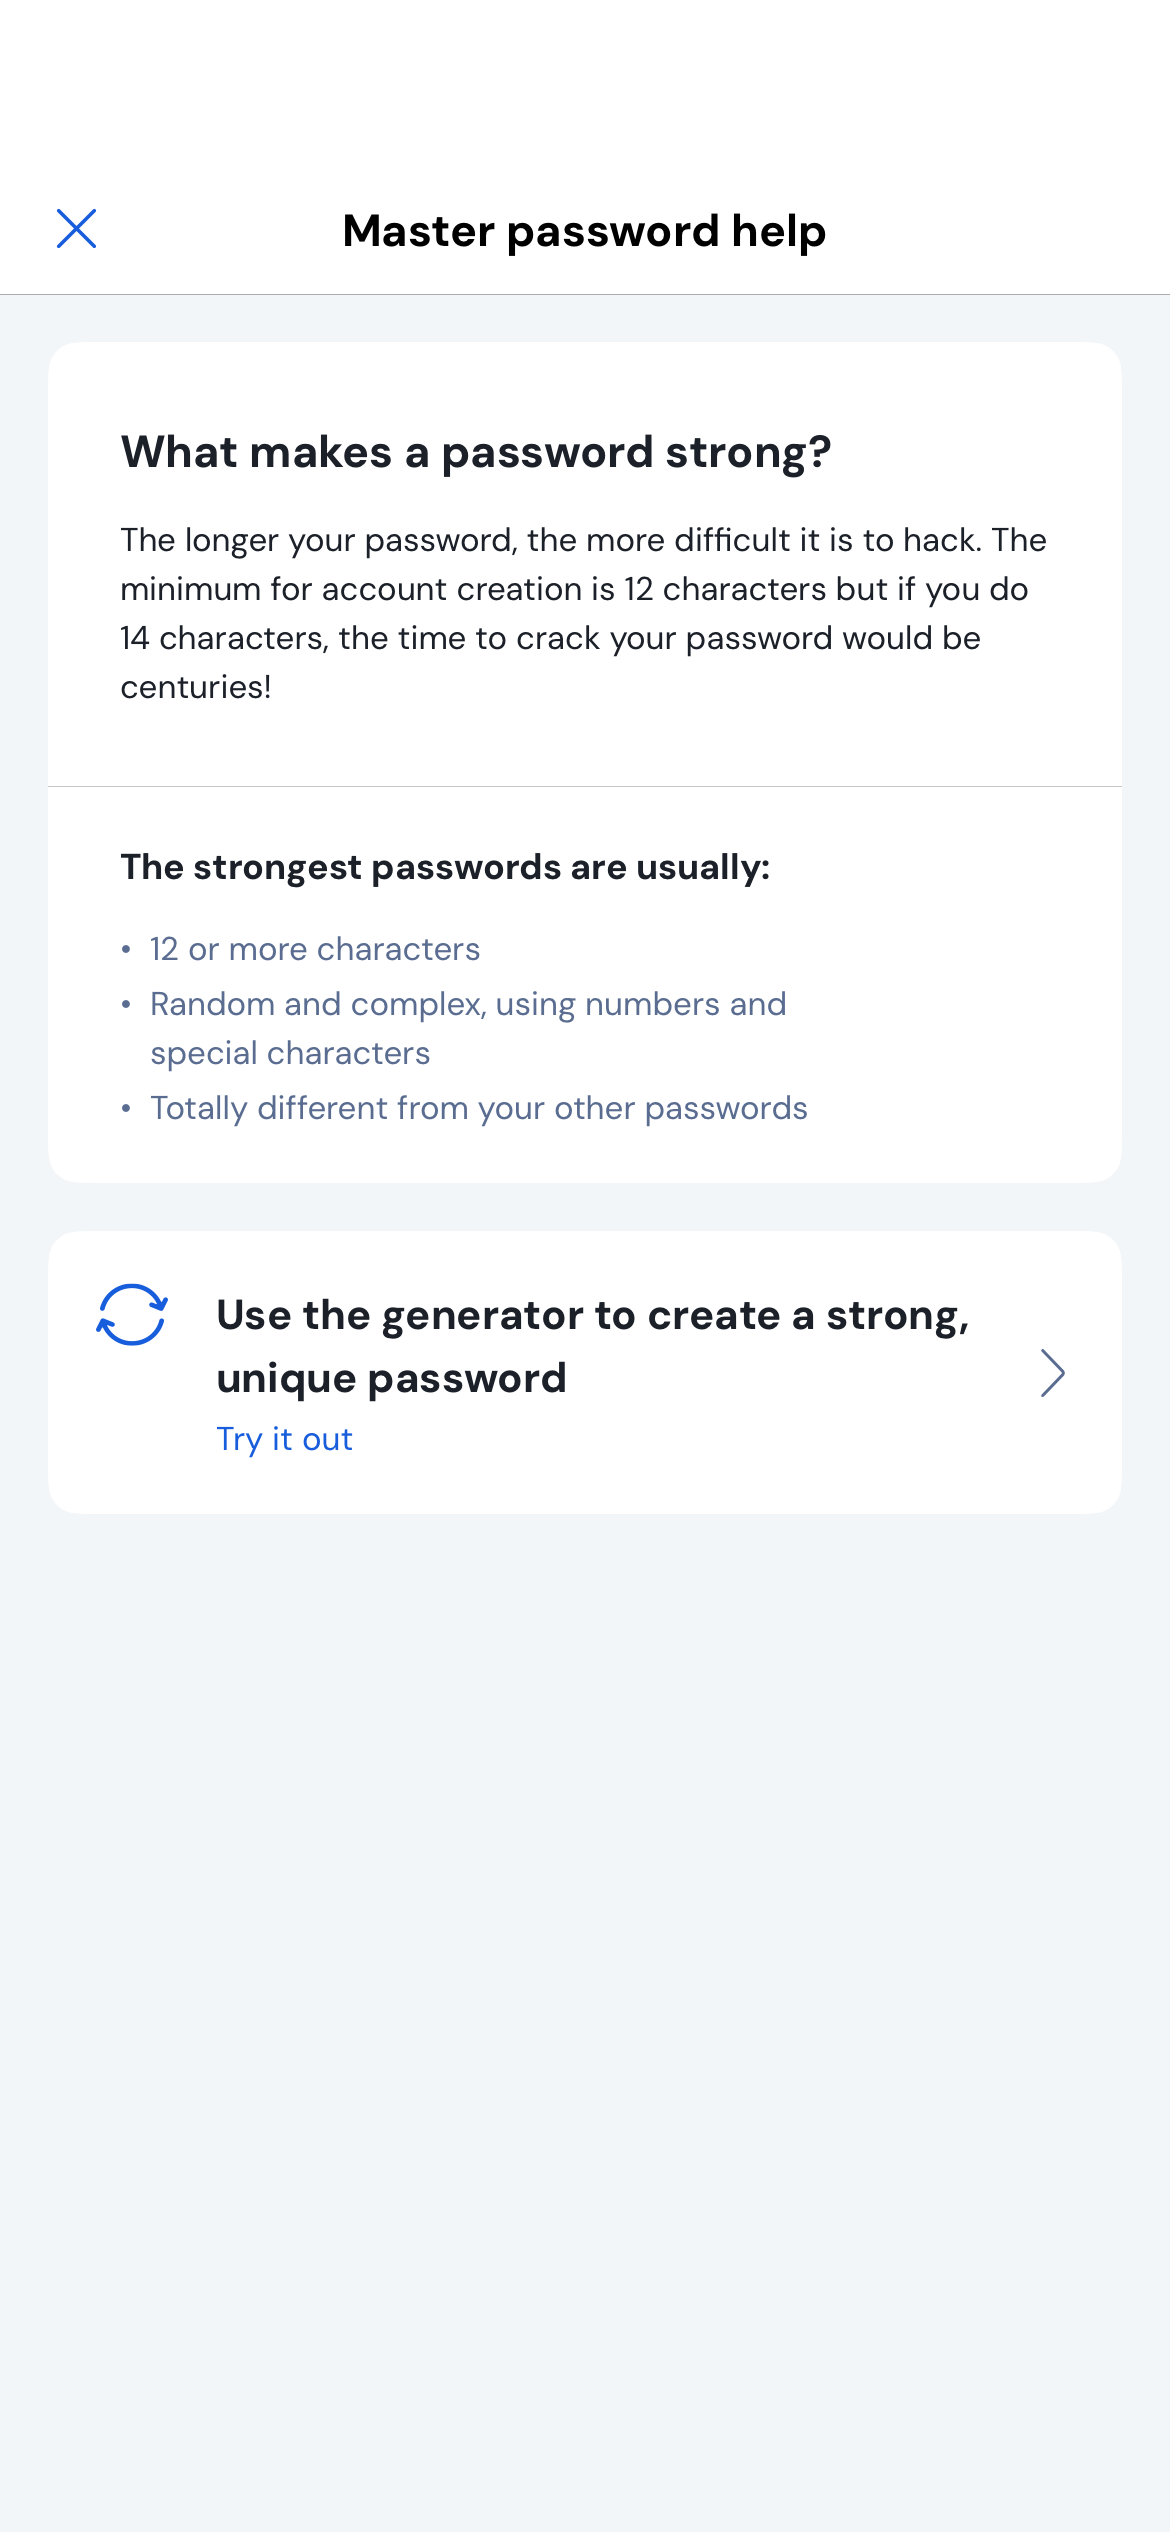 Master password help
What makes a password strong?
The longer your password, the more difficult it is to hack. The
minimum for account creation is 12 characters but if you do
14 characters, the time to crack your password would be
centuries!
The strongest passwords are usually:
• 12 or more characters
• Random and complex, using numbers and
special characters
• Totally different from your other passwords
Use the generator to create a strong,
unique password
Try it out